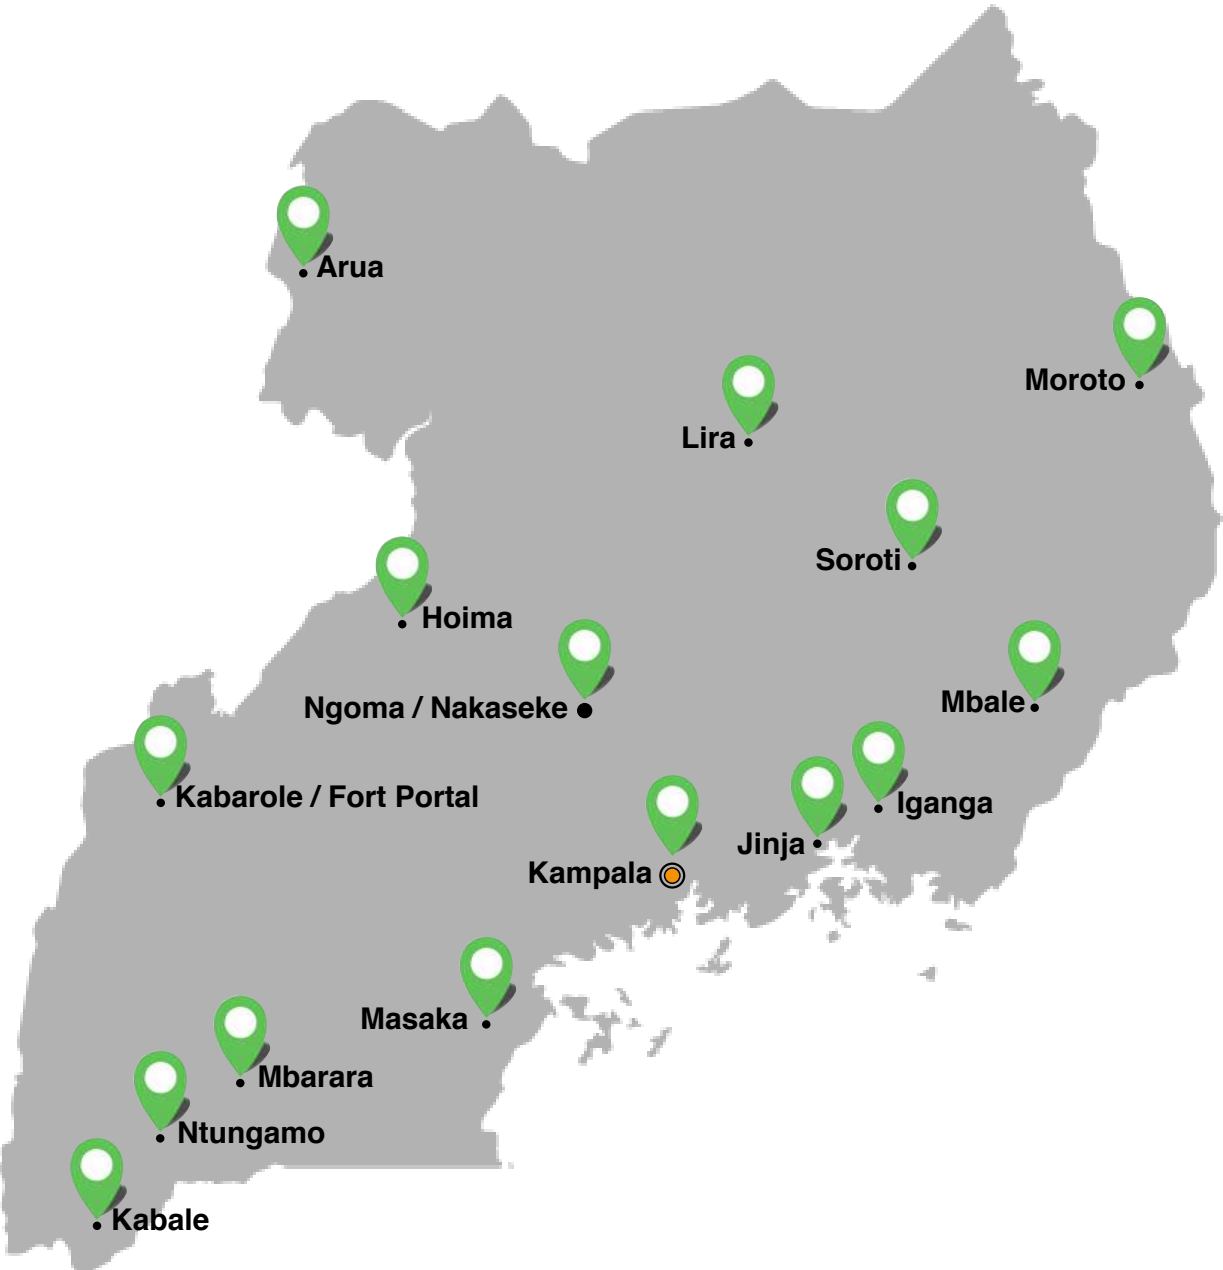 Arua
Moroto
Lira
Soroti
Hoima
Mbale
Ngoma / Nakaseke
Kabarole / Fort Portal
Iganga
Jinja
Kampala
Masaka
Mbarara
Ntungamo
Kabale